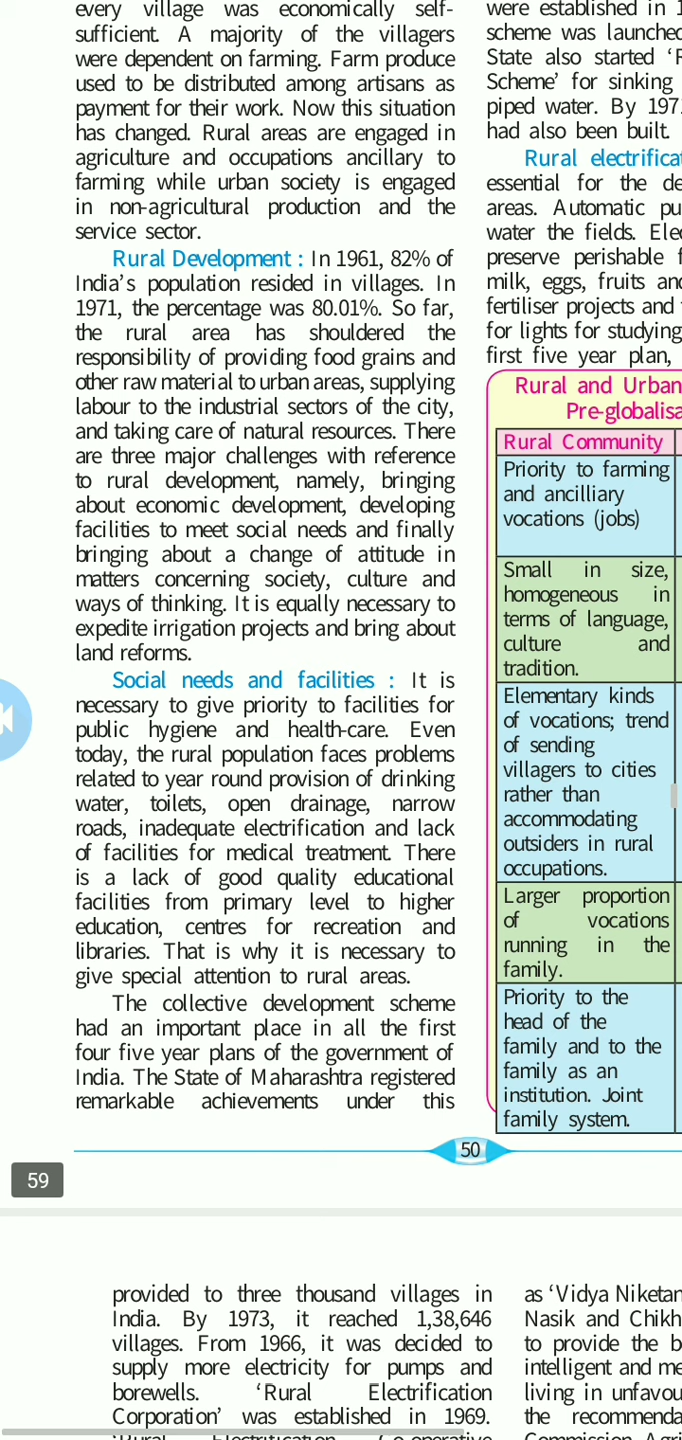 every village was economically self-
sufficient. A majority of the villagers
were dependent on farming. Farm produce
used to be distributed among artisans as
payment for their work. Now this situation
has changed. Rural areas are engaged in
agriculture and occupations ancillary to
farming while urban society is engaged
in non-agricultural production and the
service sector.
Rural Development : In 1961, 82% of
India's population resided in villages. In
1971, the percentage was 80.01%. So far,
the rural area has shouldered the
responsibility of providing food grains and
other raw material to urban areas, supplying
labour to the industrial sectors of the city,
and taking care of natural resources. There
are three major challenges with reference
to rural development, namely, bringing
about economic development, developing
facilities to meet social needs and finally
bringing about a change of attitude in
matters concerning society, culture and
ways of thinking. It is equally necessary to
expedite irrigation projects and bring about
land reforms.
Social needs and facilities : It is
necessary to give priority to facilities for
public hygiene and health-care. Even
today, the rural population faces problems
related to year round provision of drinking
water, toilets, open drainage, narrow
roads, inadequate electrification and lack
of facilities for medical treatment. There
is a lack of good quality educational
facilities from primary level to higher
education, centres for recreation and
libraries. That is why it is necessary to
give special attention to rural areas.
The collective development scheme
had an important place in all the first
four five year plans of the government of
India. The State of Maharashtra registered
remarkable achievements under this
were established in
scheme was launched
State also started
Scheme' for sinking
piped water. By 197
had also been built.
Rural
essential for the
areas. Automatic
water the fields.
preserve perishable
milk, eggs, fruits
fertiliser projects and
for lights for studying
first five year plan,
Rural and Urban
Rural Community
Priority to farming
and ancilliary
vocations (jobs)
Small in size,
homogeneous in
terms of language,
culture and
tradition.
Elementary kinds
of vocations; trend
of sending
villagers to cities
rather than
accommodating
outsiders in rural
occupations.
Larger proportion
of vocations
running in the
family.
Priority to the
head of the
family and to the
family as an
institution. Joint
family system.
50
59
provided to three thousand villages in
India. By 1973, it reached 1,38,646
villages. From 1966, it was decided to
supply more electricity for pumps and
borewells. 'Rural Electrification
Corporation' was established in 1969.
as 'Vidya
Nasik and
to provide the
intelligent and
living in
the